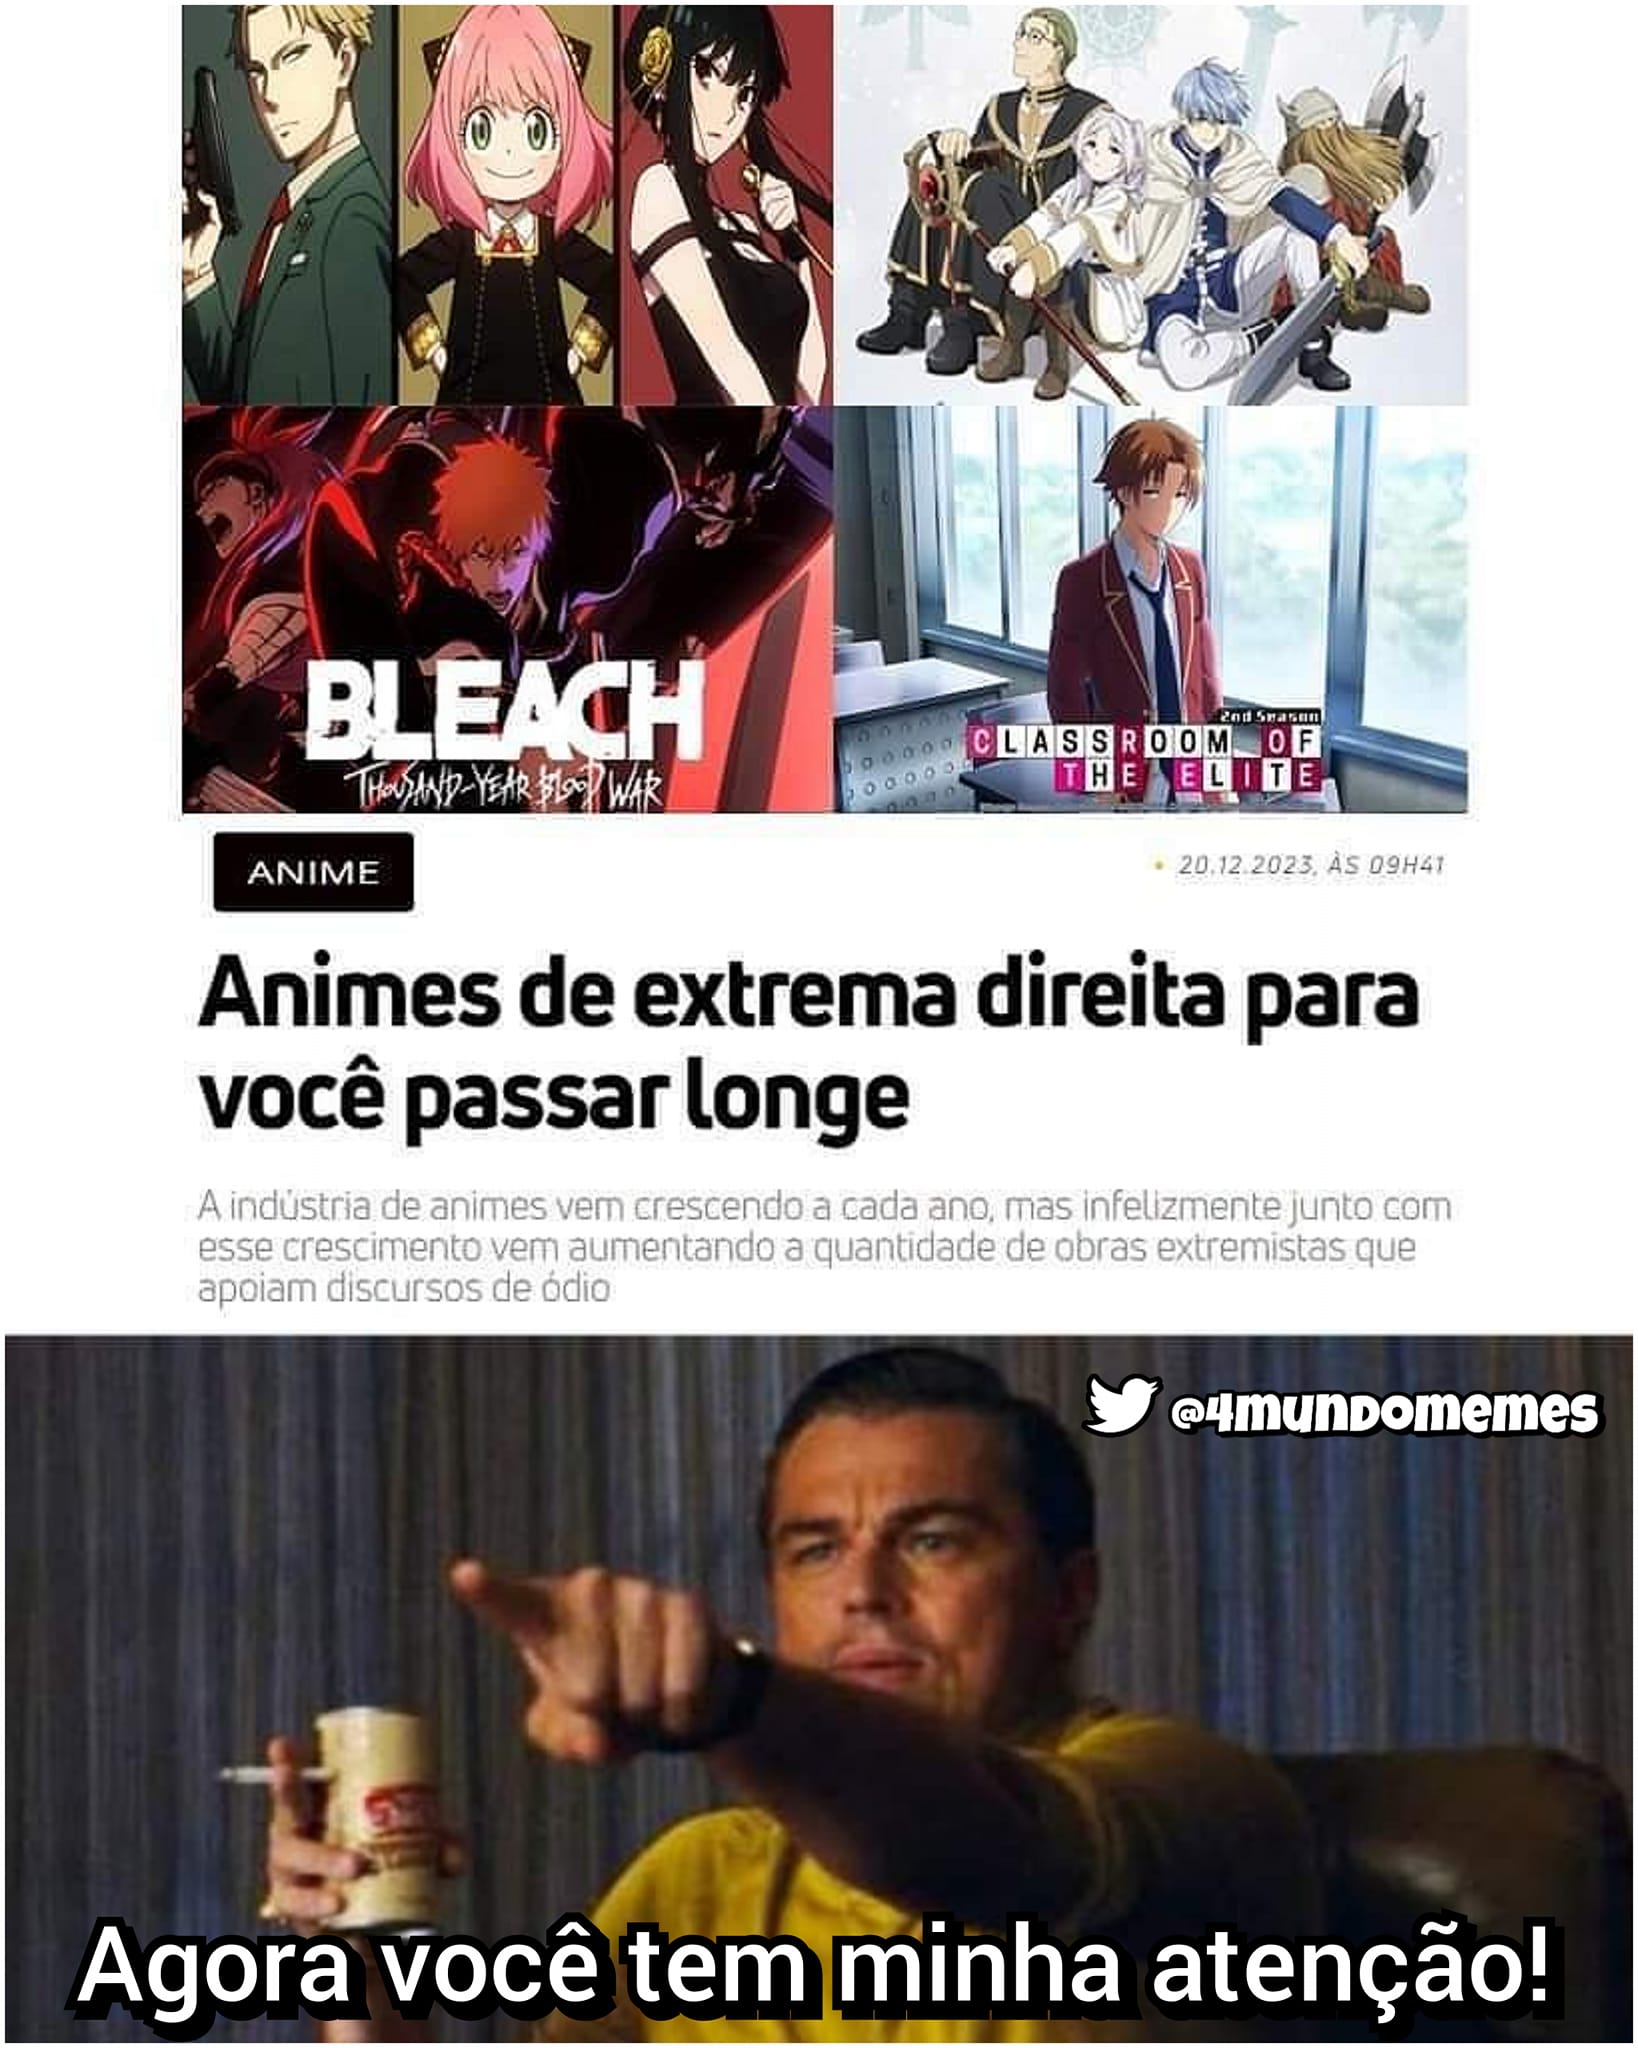 BLEACH
THOUSAND-YEAR BLOOD WAR
2nd Season
CLASSROOM OF
THE ELITE
ANIME
• 20.12.2023, ÀS 09H41
Animes de extrema direita para
você passar longe
A indústria de animes vem crescendo a cada ano, mas infelizmente junto com
esse crescimento vem aumentando a quantidade de obras extremistas que
apoiam discursos de ódio
@4mundomemes
Agora você tem minha atenção!